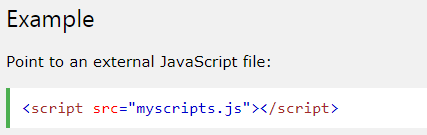 Example
Point to an external JavaScript file:
<script src="myscripts.js"></script>